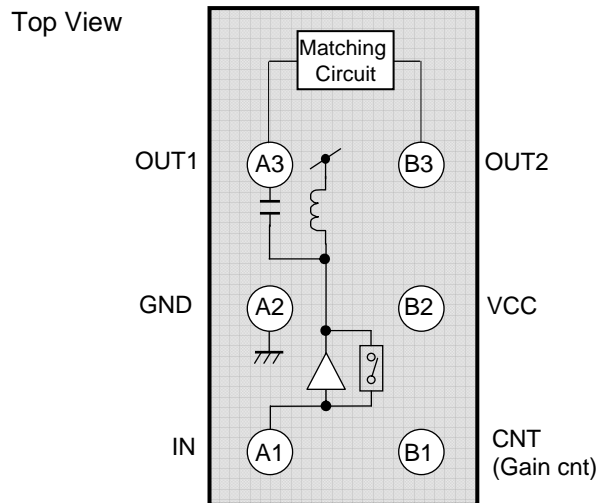 Top View
Matching
Circuit
OUT1
A3
B3
OUT2
GND
A2
B2
VCC
IN
A1
B1
CNT
(Gain cnt)